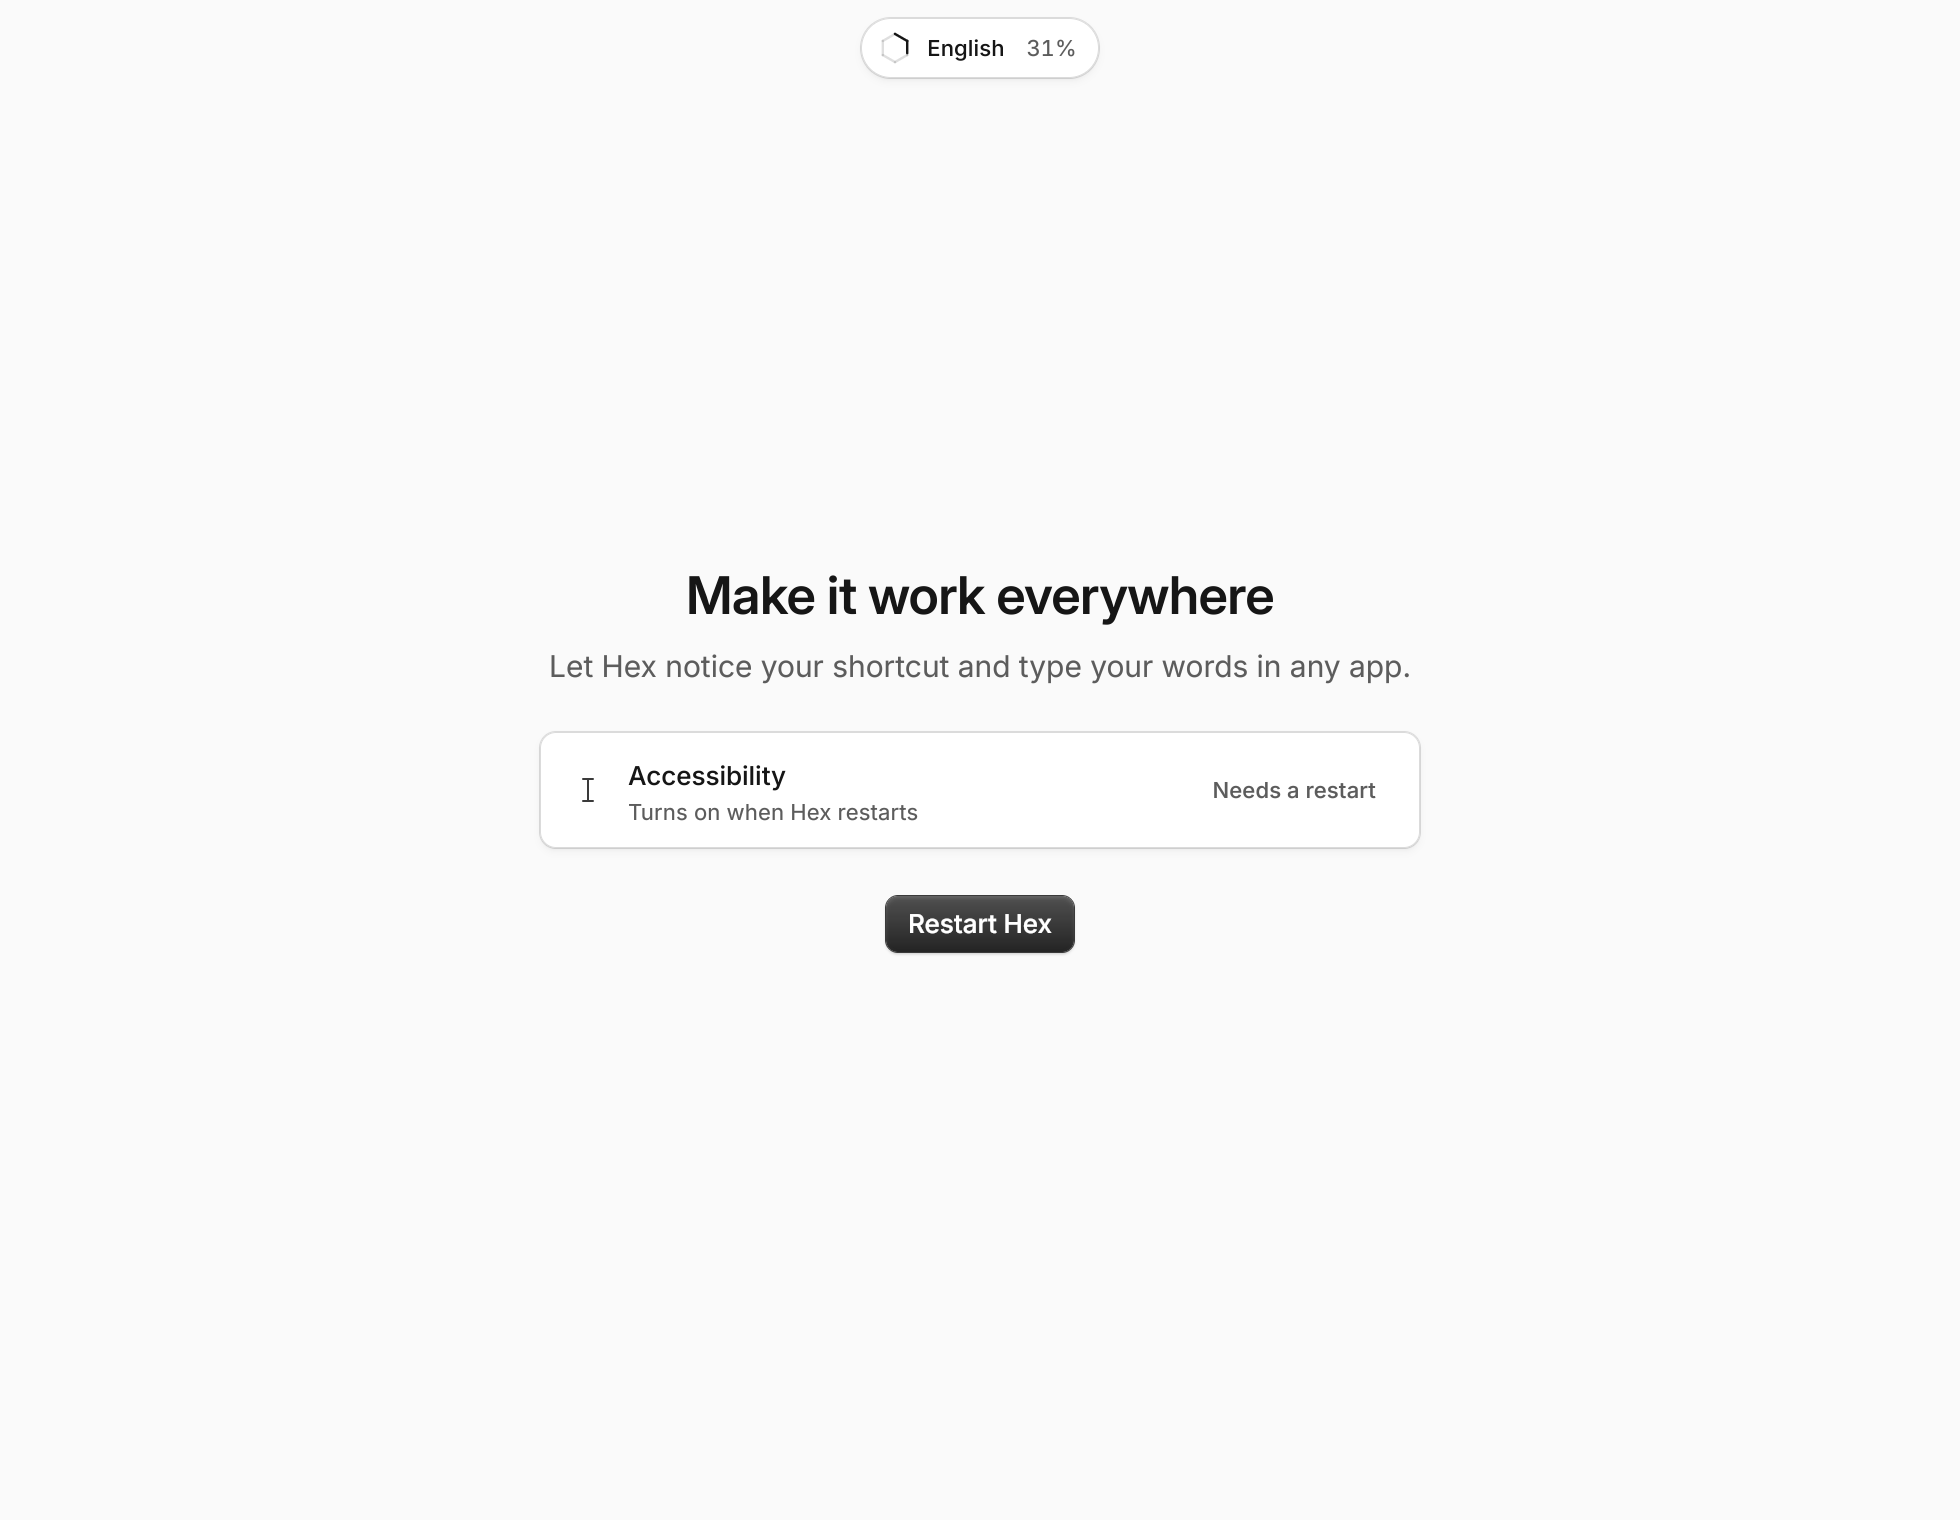 English 31%
Make it work everywhere
Let Hex notice your shortcut and type your words in any app.
Accessibility
Turns on when Hex restarts
Needs a restart
Restart Hex